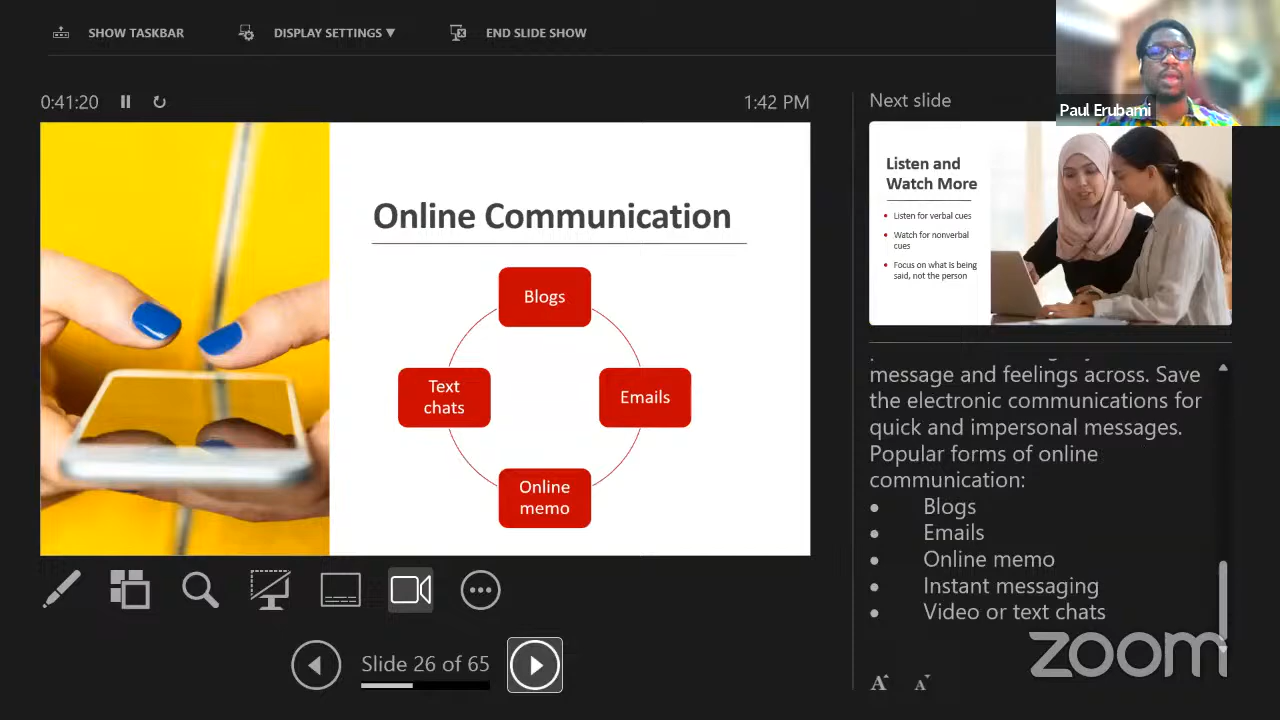 SHOW TASKBAR
DISPLAY SETTINGS ▼
END SLIDE SHOW
Paul Erubami
0:41:20
1:42 PM
Next slide
Online Communication
Blogs
Text
chats
Emails
Online
memo
Listen and
Watch More
• Listen for verbal cues
• Watch for nonverbal
cues
• Focus on what is being
said, not the person
message and feelings across. Save
the electronic communications for
quick and impersonal messages.
Popular forms of online
communication:
• Blogs
• Emails
• Online memo
• Instant messaging
• Video or text chats
Slide 26 of 65
A A
zoom